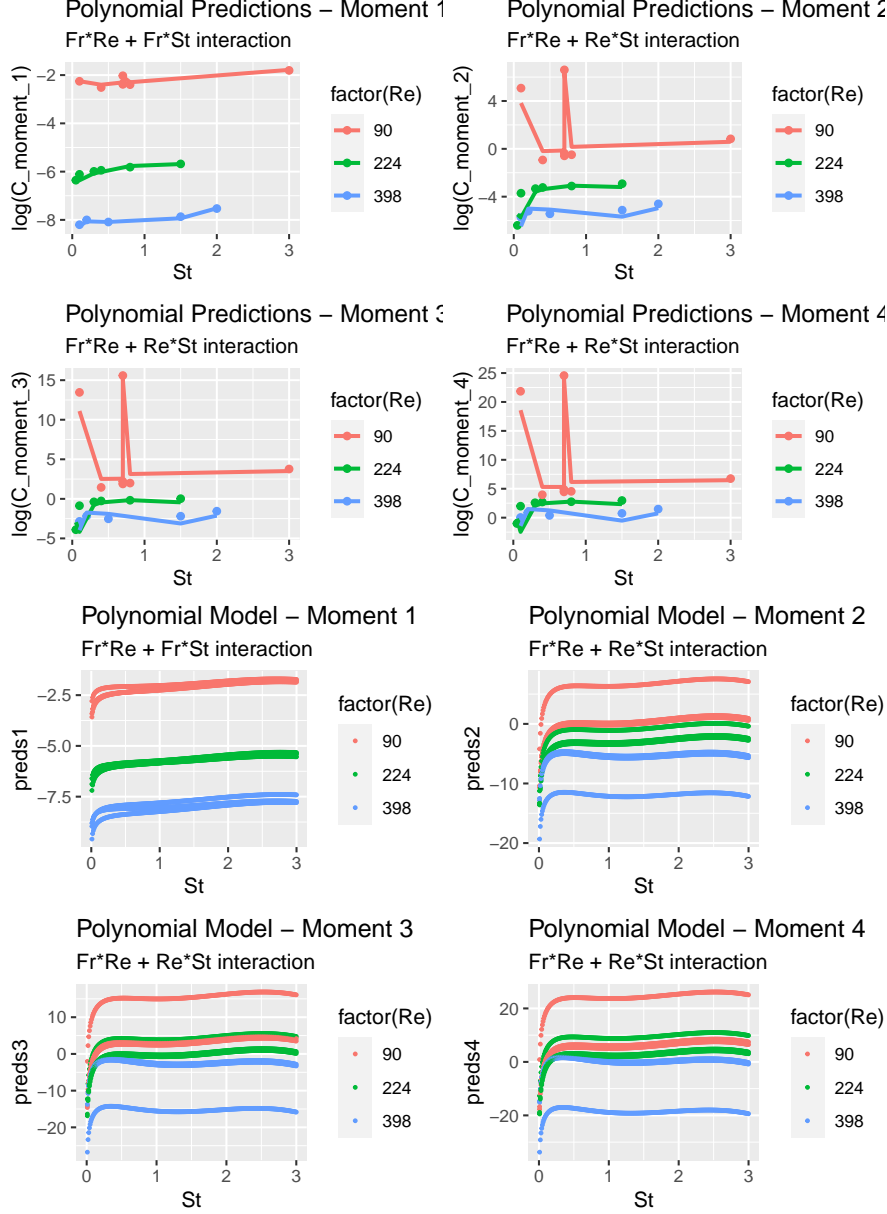 Polynomial Predictions − Moment 1
Fr*Re + Fr*St interaction
log(C_moment_1)
−2
−4
−6
−8
0
1
2
3
St
factor(Re)
90
224
398
Polynomial Predictions − Moment 2
Fr*Re + Re*St interaction
log(C_moment_2)
4
0
−4
0
1
2
3
St
factor(Re)
90
224
398
Polynomial Predictions − Moment 3
Fr*Re + Re*St interaction
log(C_moment_3)
15
10
5
0
−5
0
1
2
3
St
factor(Re)
90
224
398
Polynomial Predictions − Moment 4
Fr*Re + Re*St interaction
log(C_moment_4)
25
20
15
10
5
0
0
1
2
3
St
factor(Re)
90
224
398
Polynomial Model − Moment 1
Fr*Re + Fr*St interaction
preds1
−2.5
−5.0
−7.5
0
1
2
3
St
factor(Re)
90
224
398
Polynomial Model − Moment 2
Fr*Re + Re*St interaction
preds2
0
−10
−20
0
1
2
3
St
factor(Re)
90
224
398
Polynomial Model − Moment 3
Fr*Re + Re*St interaction
preds3
10
0
−10
−20
0
1
2
3
St
factor(Re)
90
224
398
Polynomial Model − Moment 4
Fr*Re + Re*St interaction
preds4
20
0
−20
0
1
2
3
St
factor(Re)
90
224
398